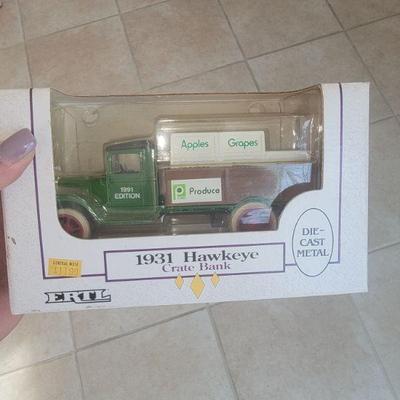 Apples Grapes
1991
EDITION
P Produce
1931 Hawkeye
Crate Bank
DIE-
CAST
METAL
ERTL